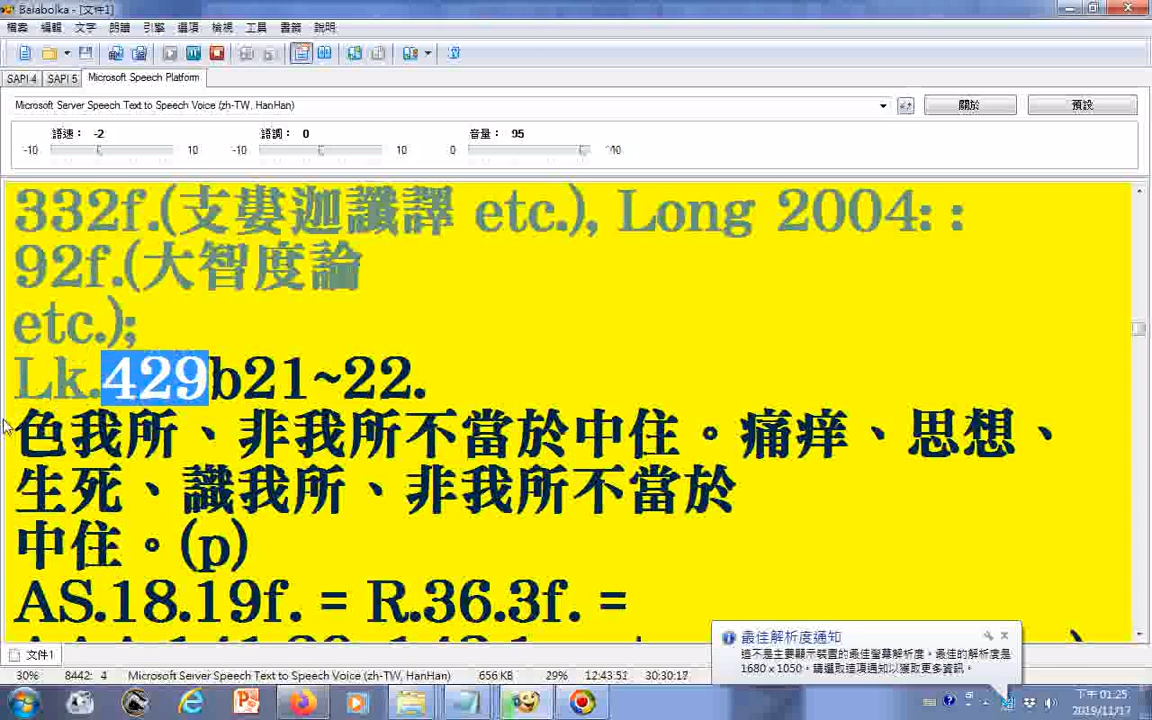 Balabolka - [文件1]
檔案 編輯 文字 朗讀 引擎 選項 檢視 工具 書籤 說明
SAPI 4 SAPI 5 Microsoft Speech Platform
Microsoft Server Speech Text to Speech Voice (zh-TW, HanHan) 關於 預設
語速： -2 語調： 0 音量： 95
-10 10 -10 10 0
332f.(支婁迦讖譯 etc.), Long 2004: :
92f.(大智度論
etc.);
Lk.429b21~22.
色我所、非我所不當於中住。痛痒、思想、
生死、識我所、非我所不當於
中住。(p)
AS.18.19f. = R.36.3f. =
最佳解析度通知
這不是主要顯示裝置的最佳螢幕解析度。最佳的解析度是
1680 x 1050。請選取這項通知以獲取更多資訊。
文件1
30% 8442: 4 Microsoft Server Speech Text to Speech Voice (zh-TW, HanHan) 656 KB 29% 12:43:52 30:30:17
下午 01:25
2019/11/17